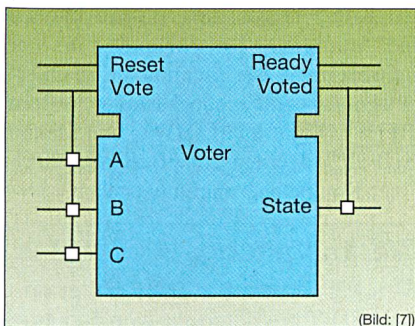 Reset Ready
Vote Voted
Voter
A
B State
C
(Bild: [7])